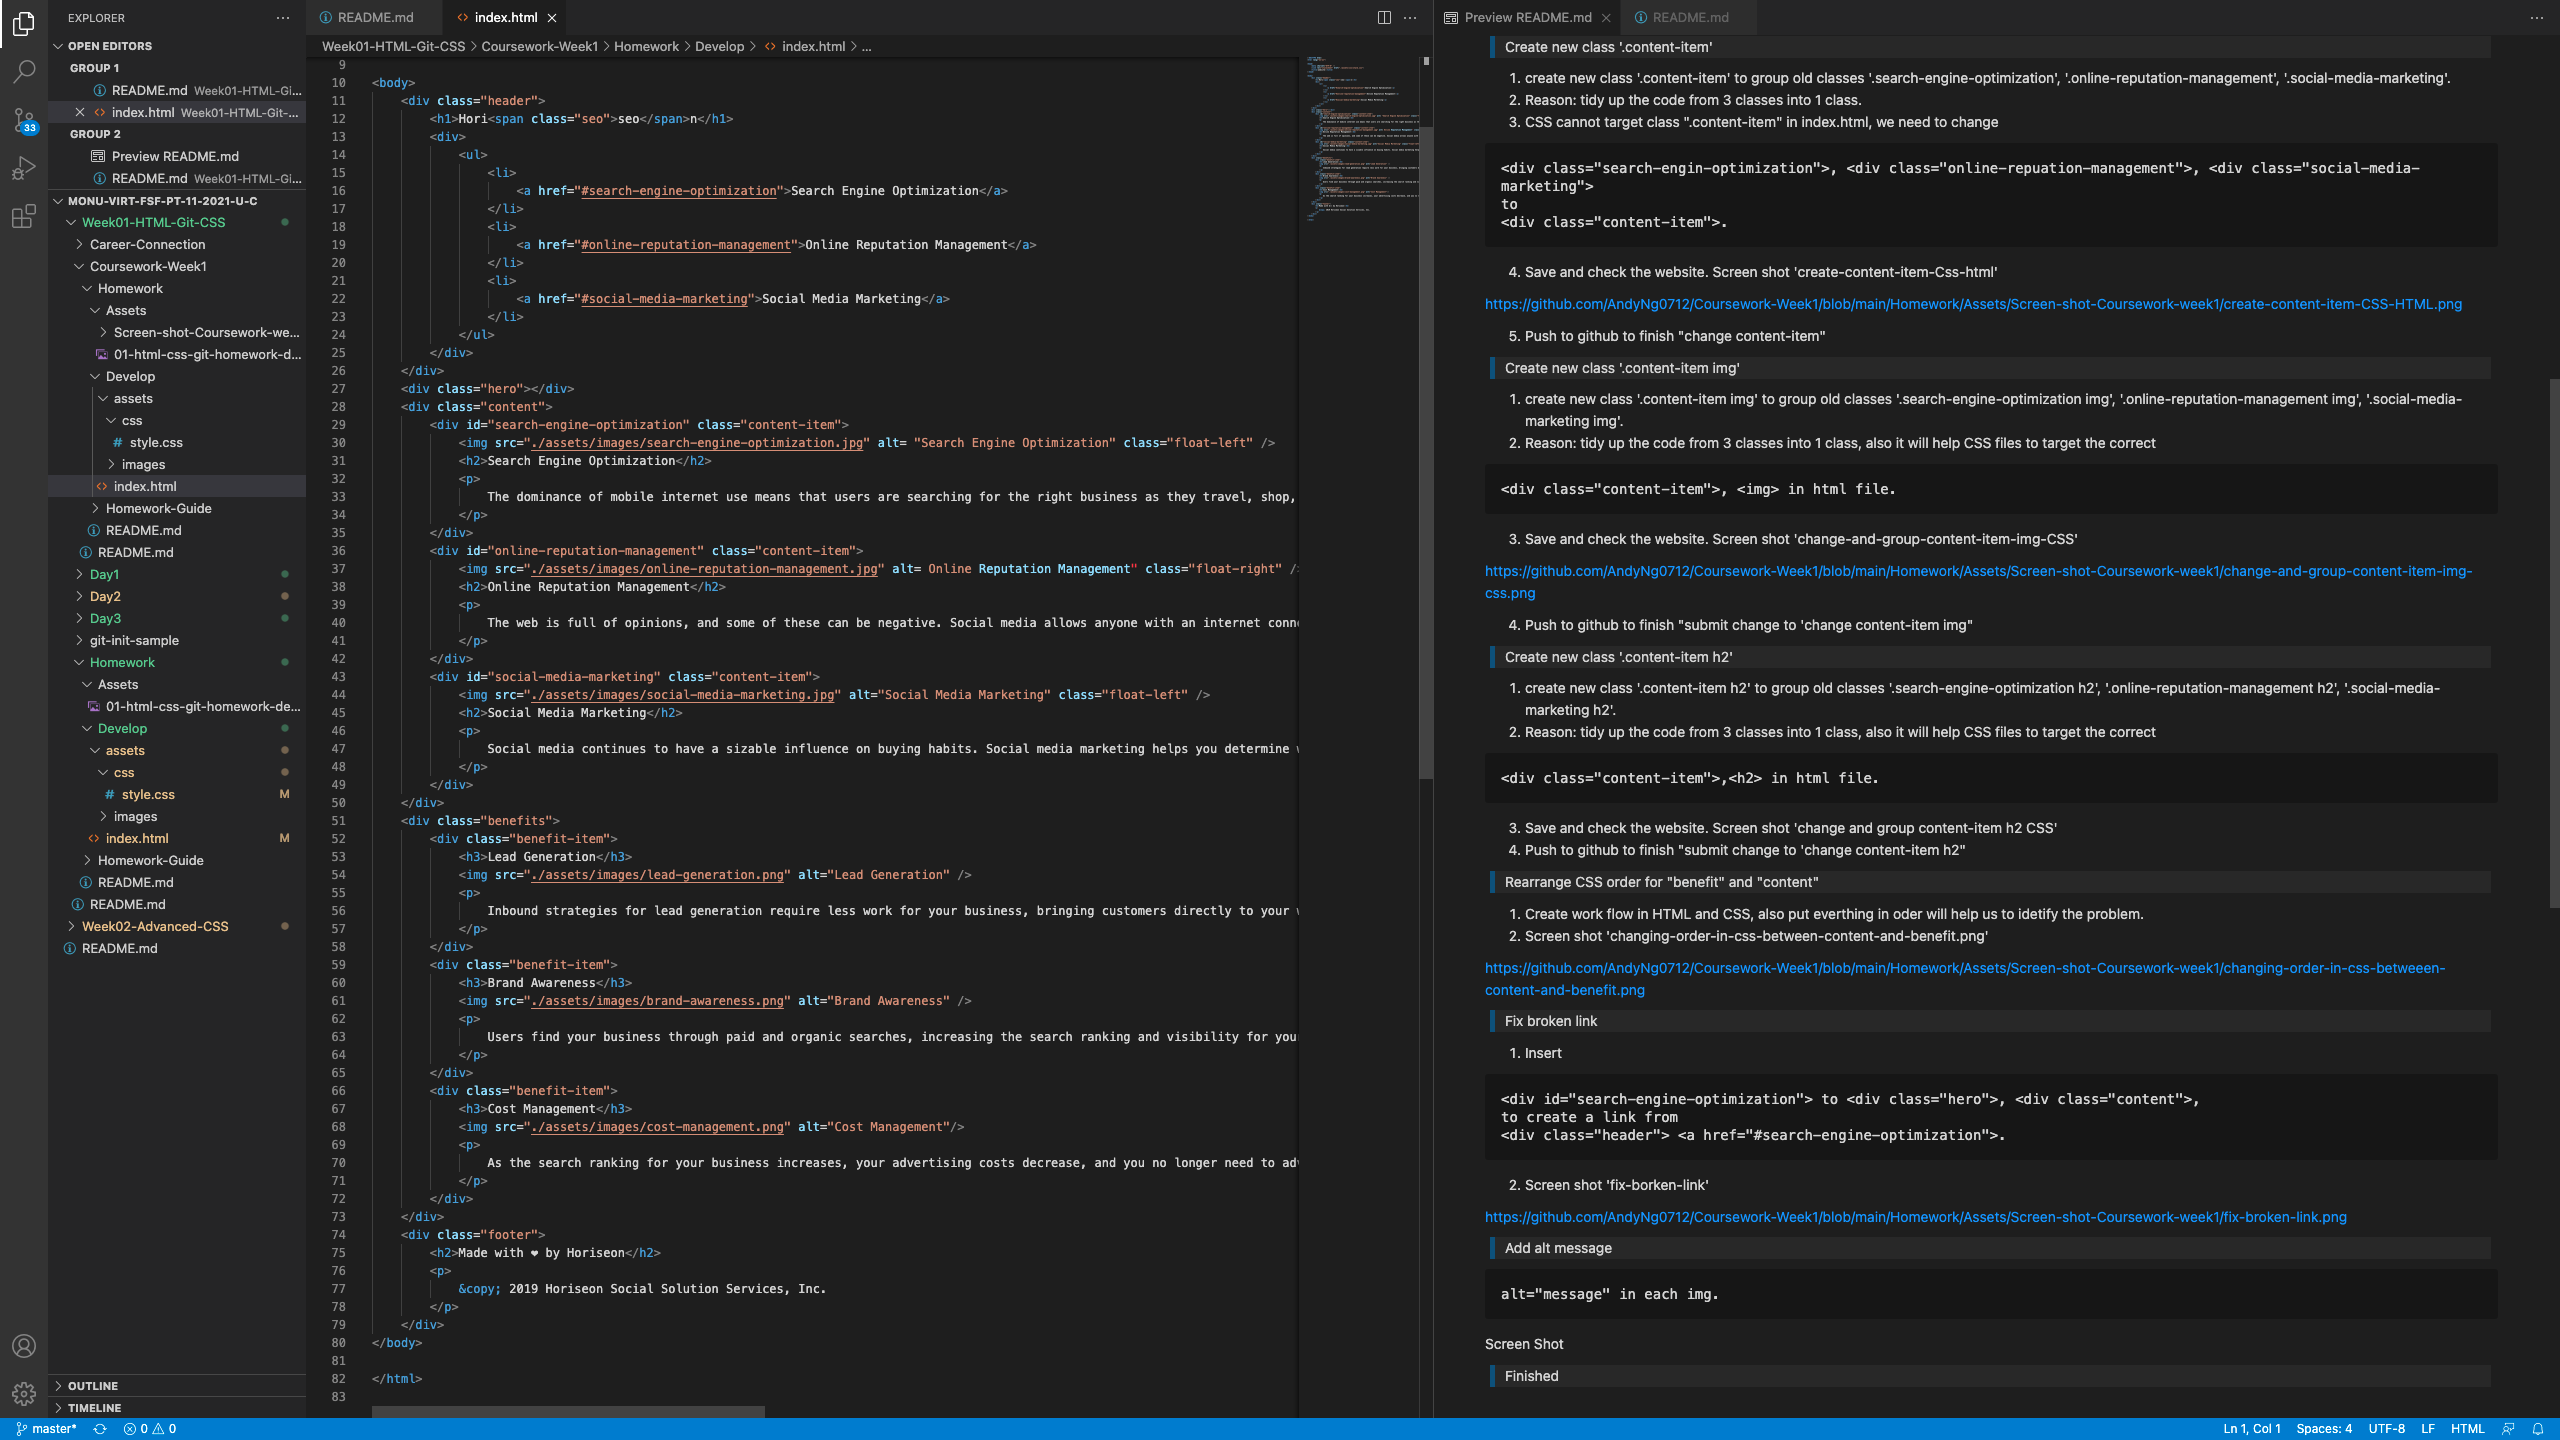 EXPLORER
OPEN EDITORS
GROUP 1
README.md Week01-HTML-Gi...
index.html Week01-HTML-Git-...
GROUP 2
Preview README.md
README.md Week01-HTML-Gi...
MONU-VIRT-FSF-PT-11-2021-U-C
Week01-HTML-Git-CSS
Career-Connection
Coursework-Week1
Homework
Assets
Screen-shot-Coursework-we...
01-html-css-git-homework-d...
Develop
assets
css
# style.css
images
index.html
Homework-Guide
README.md
README.md
Day1
Day2
Day3
git-init-sample
Homework
Assets
01-html-css-git-homework-de...
Develop
assets
css
# style.css M
images
index.html M
Homework-Guide
README.md
README.md
Week02-Advanced-CSS
README.md
OUTLINE
TIMELINE
33
README.md
index.html
Week01-HTML-Git-CSS > Coursework-Week1 > Homework > Develop > index.html > ...
9
10 <body>
11 <div class="header">
12 <h1>Hori<span class="seo">seo</span>n</h1>
13 <div>
14 <ul>
15 <li>
16 <a href="#search-engine-optimization">Search Engine Optimization</a>
17 </li>
18 <li>
19 <a href="#online-reputation-management">Online Reputation Management</a>
20 </li>
21 <li>
22 <a href="#social-media-marketing">Social Media Marketing</a>
23 </li>
24 </ul>
25 </div>
26 </div>
27 <div class="hero"></div>
28 <div class="content">
29 <div id="search-engine-optimization" class="content-item">
30 <img src="./assets/images/search-engine-optimization.jpg" alt= "Search Engine Optimization" class="float-left" />
31 <h2>Search Engine Optimization</h2>
32 <p>
33 The dominance of mobile internet use means that users are searching for the right business as they travel, shop,
34 </p>
35 </div>
36 <div id="online-reputation-management" class="content-item">
37 <img src="./assets/images/online-reputation-management.jpg" alt= Online Reputation Management" class="float-right" /
38 <h2>Online Reputation Management</h2>
39 <p>
40 The web is full of opinions, and some of these can be negative. Social media allows anyone with an internet conn
41 </p>
42 </div>
43 <div id="social-media-marketing" class="content-item">
44 <img src="./assets/images/social-media-marketing.jpg" alt="Social Media Marketing" class="float-left" />
45 <h2>Social Media Marketing</h2>
46 <p>
47 Social media continues to have a sizable influence on buying habits. Social media marketing helps you determine
48 </p>
49 </div>
50 </div>
51 <div class="benefits">
52 <div class="benefit-item">
53 <h3>Lead Generation</h3>
54 <img src="./assets/images/lead-generation.png" alt="Lead Generation" />
55 <p>
56 Inbound strategies for lead generation require less work for your business, bringing customers directly to your
57 </p>
58 </div>
59 <div class="benefit-item">
60 <h3>Brand Awareness</h3>
61 <img src="./assets/images/brand-awareness.png" alt="Brand Awareness" />
62 <p>
63 Users find your business through paid and organic searches, increasing the search ranking and visibility for you
64 </p>
65 </div>
66 <div class="benefit-item">
67 <h3>Cost Management</h3>
68 <img src="./assets/images/cost-management.png" alt="Cost Management"/>
69 <p>
70 As the search ranking for your business increases, your advertising costs decrease, and you no longer need to adv
71 </p>
72 </div>
73 </div>
74 <div class="footer">
75 <h2>Made with ❤ by Horiseon</h2>
76 <p>
77 &copy; 2019 Horiseon Social Solution Services, Inc.
78 </p>
79 </div>
80 </body>
81
82 </html>
83
Preview README.md
README.md
Create new class '.content-item'
1. create new class '.content-item' to group old classes '.search-engine-optimization', '.online-reputation-management', '.social-media-marketing'.
2. Reason: tidy up the code from 3 classes into 1 class.
3. CSS cannot target class ".content-item" in index.html, we need to change
<div class="search-engin-optimization">, <div class="online-repuation-management">, <div class="social-media-
marketing">
to
<div class="content-item">.
4. Save and check the website. Screen shot 'create-content-item-Css-html'
https://github.com/AndyNg0712/Coursework-Week1/blob/main/Homework/Assets/Screen-shot-Coursework-week1/create-content-item-CSS-HTML.png
5. Push to github to finish "change content-item"
Create new class '.content-item img'
1. create new class '.content-item img' to group old classes '.search-engine-optimization img', '.online-reputation-management img', '.social-media-
marketing img'.
2. Reason: tidy up the code from 3 classes into 1 class, also it will help CSS files to target the correct
<div class="content-item">, <img> in html file.
3. Save and check the website. Screen shot 'change-and-group-content-item-img-CSS'
https://github.com/AndyNg0712/Coursework-Week1/blob/main/Homework/Assets/Screen-shot-Coursework-week1/change-and-group-content-item-img-
css.png
4. Push to github to finish "submit change to 'change content-item img"
Create new class '.content-item h2'
1. create new class '.content-item h2' to group old classes '.search-engine-optimization h2', '.online-reputation-management h2', '.social-media-
marketing h2'.
2. Reason: tidy up the code from 3 classes into 1 class, also it will help CSS files to target the correct
<div class="content-item">,<h2> in html file.
3. Save and check the website. Screen shot 'change and group content-item h2 CSS'
4. Push to github to finish "submit change to 'change content-item h2"
Rearrange CSS order for "benefit" and "content"
1. Create work flow in HTML and CSS, also put everthing in oder will help us to idetify the problem.
2. Screen shot 'changing-order-in-css-between-content-and-benefit.png'
https://github.com/AndyNg0712/Coursework-Week1/blob/main/Homework/Assets/Screen-shot-Coursework-week1/changing-order-in-css-betweeen-
content-and-benefit.png
Fix broken link
1. Insert
<div id="search-engine-optimization"> to <div class="hero">, <div class="content">,
to create a link from
<div class="header"> <a href="#search-engine-optimization">.
2. Screen shot 'fix-borken-link'
https://github.com/AndyNg0712/Coursework-Week1/blob/main/Homework/Assets/Screen-shot-Coursework-week1/fix-broken-link.png
Add alt message
alt="message" in each img.
Screen Shot
Finished
master* 0 0 Ln 1, Col 1 Spaces: 4 UTF-8 LF HTML